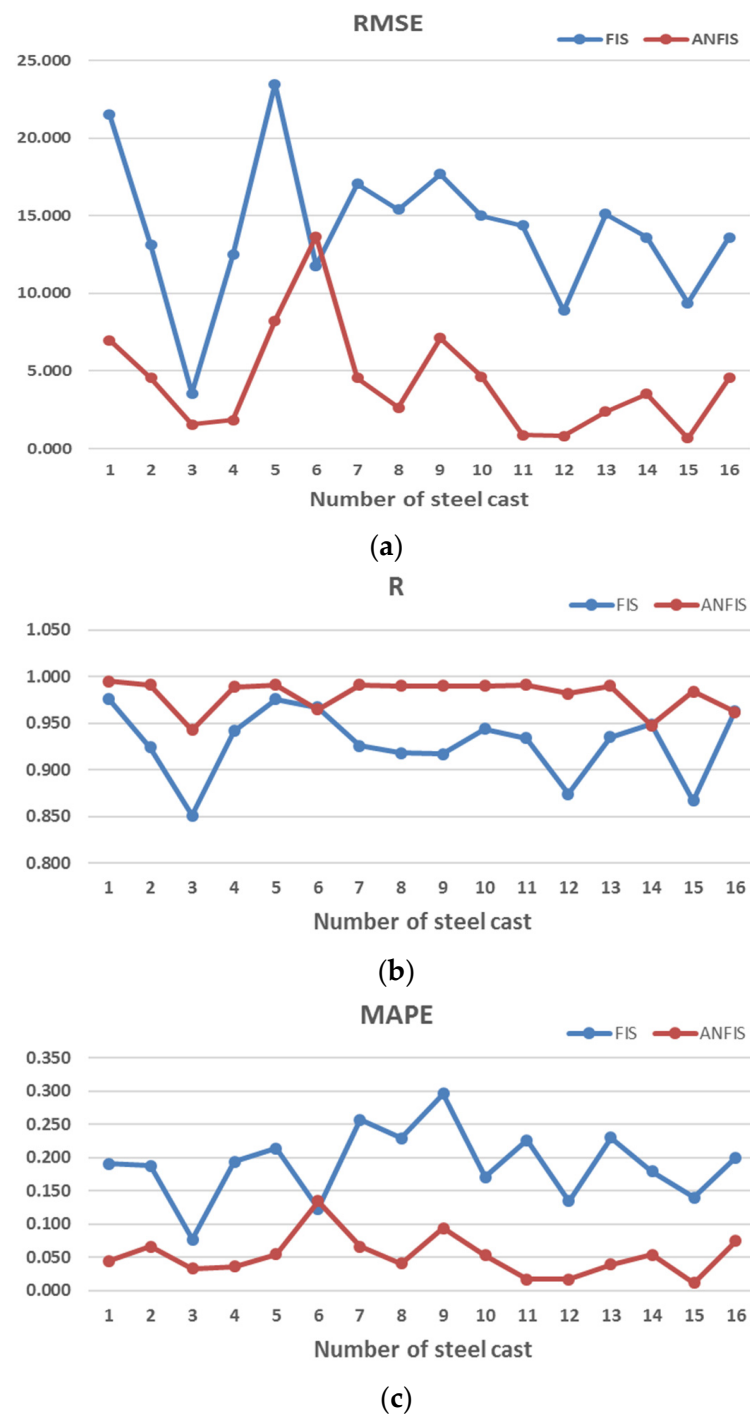 RMSE
FIS ANFIS
25.000
20.000
15.000
10.000
5.000
0.000
1 2 3 4 5 6 7 8 9 10 11 12 13 14 15 16
Number of steel cast
(a)
R
FIS ANFIS
1.050
1.000
0.950
0.900
0.850
0.800
1 2 3 4 5 6 7 8 9 10 11 12 13 14 15 16
Number of steel cast
(b)
MAPE
FIS ANFIS
0.350
0.300
0.250
0.200
0.150
0.100
0.050
0.000
1 2 3 4 5 6 7 8 9 10 11 12 13 14 15 16
Number of steel cast
(c)